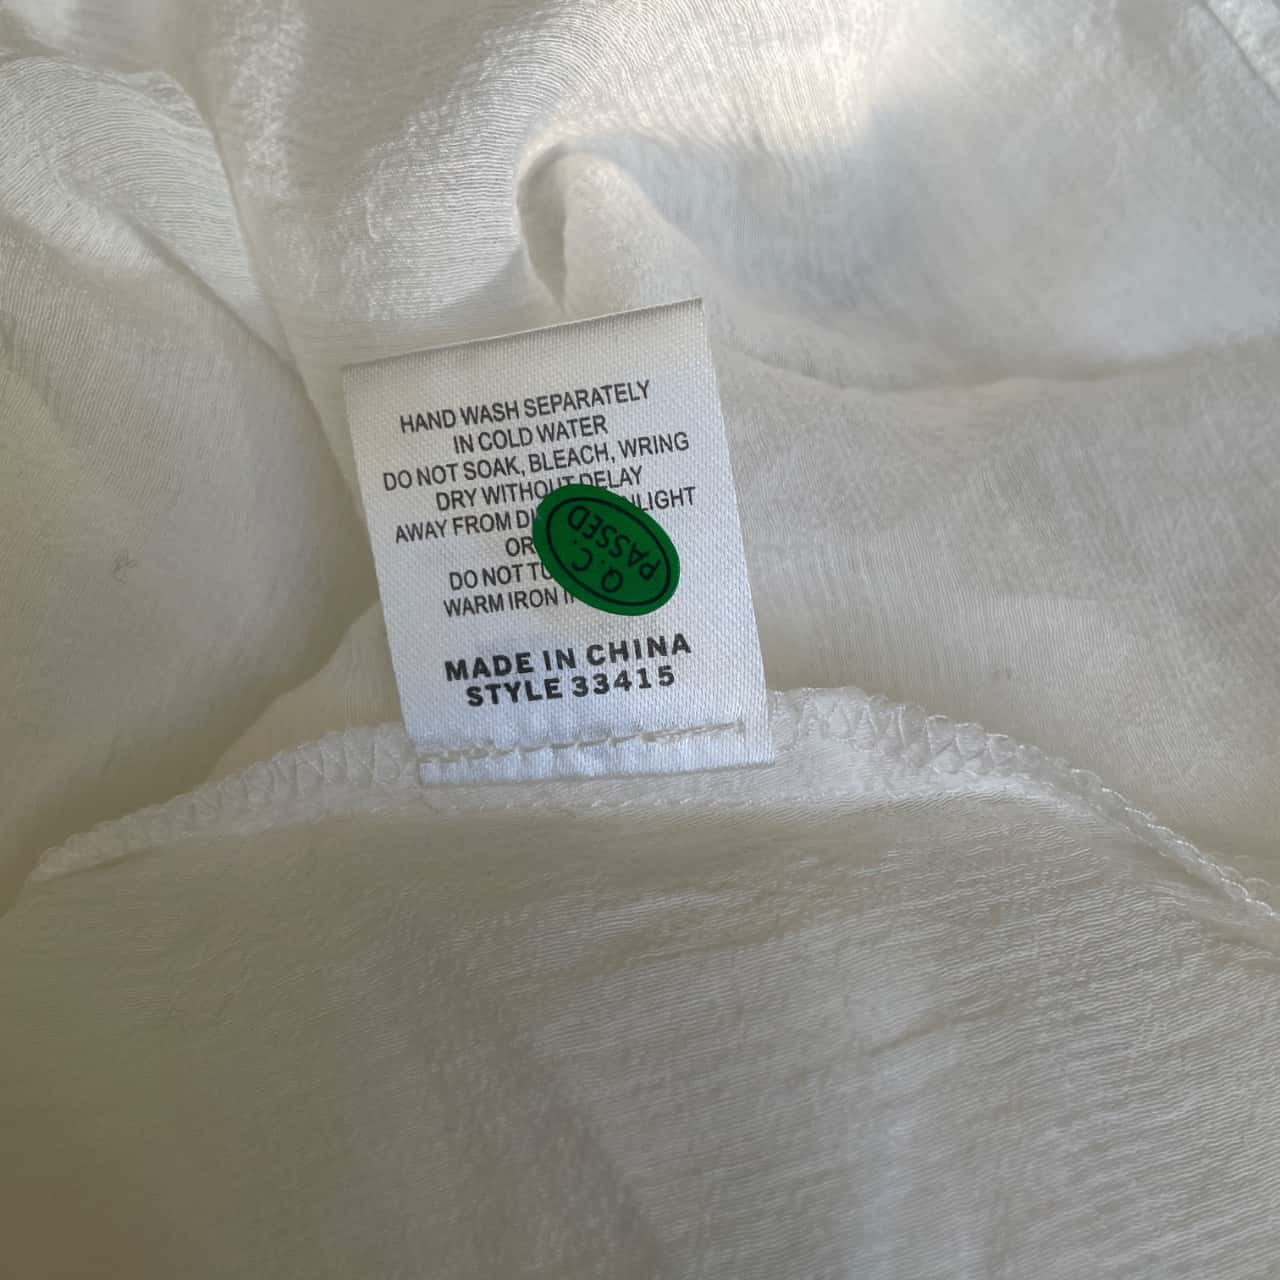 HAND WASH SEPARATELY
IN COLD WATER
DO NOT SOAK, BLEACH, WRING
DRY WITHOUT DELAY
AWAY FROM
OR
DO NOT
WARM IRON
MADE IN CHINA
STYLE 33415
Q.C.
PASSED